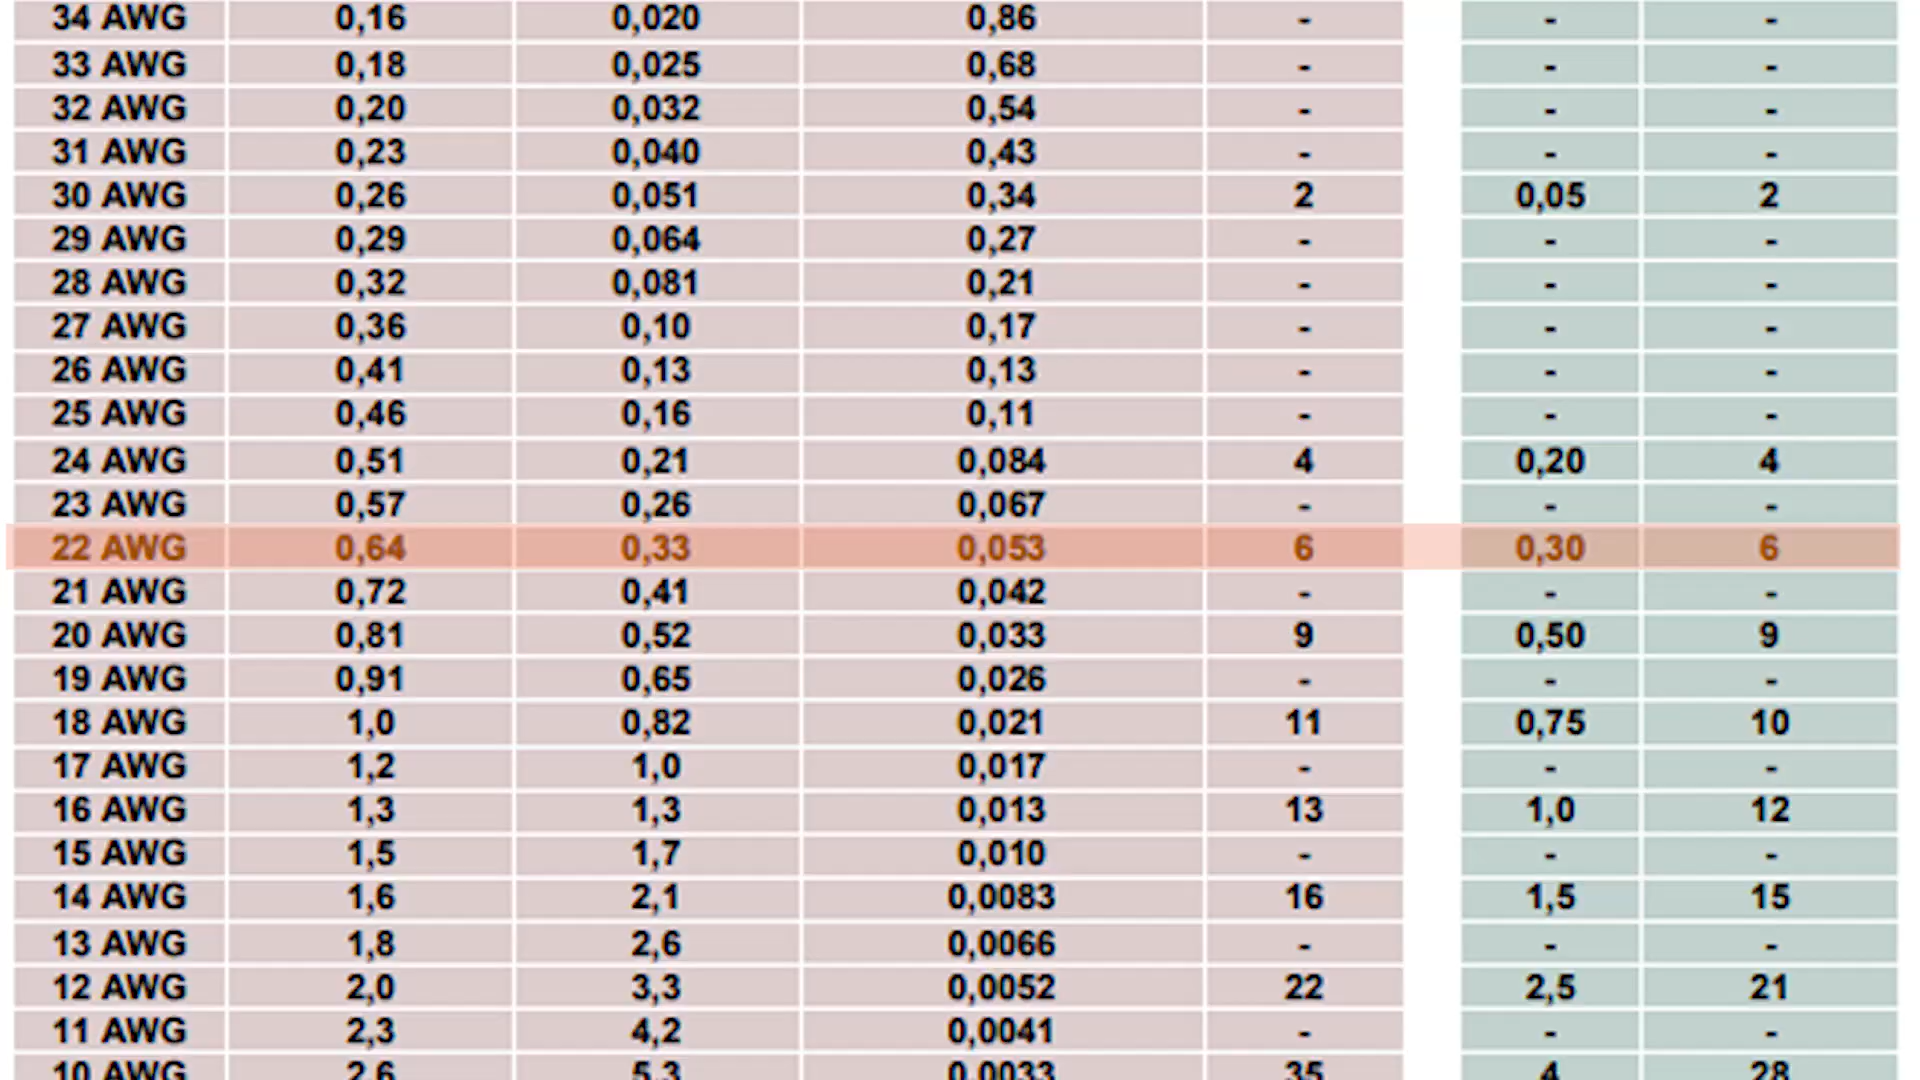 34 AWG 0,16 0,020 0,86 - - -
33 AWG 0,18 0,025 0,68 - - -
32 AWG 0,20 0,032 0,54 - - -
31 AWG 0,23 0,040 0,43 - - -
30 AWG 0,26 0,051 0,34 2 0,05 2
29 AWG 0,29 0,064 0,27 - - -
28 AWG 0,32 0,081 0,21 - - -
27 AWG 0,36 0,10 0,17 - - -
26 AWG 0,41 0,13 0,13 - - -
25 AWG 0,46 0,16 0,11 - - -
24 AWG 0,51 0,21 0,084 4 0,20 4
23 AWG 0,57 0,26 0,067 - - -
22 AWG 0,64 0,33 0,053 6 0,30 6
21 AWG 0,72 0,41 0,042 - - -
20 AWG 0,81 0,52 0,033 9 0,50 9
19 AWG 0,91 0,65 0,026 - - -
18 AWG 1,0 0,82 0,021 11 0,75 10
17 AWG 1,2 1,0 0,017 - - -
16 AWG 1,3 1,3 0,013 13 1,0 12
15 AWG 1,5 1,7 0,010 - - -
14 AWG 1,6 2,1 0,0083 16 1,5 15
13 AWG 1,8 2,6 0,0066 - - -
12 AWG 2,0 3,3 0,0052 22 2,5 21
11 AWG 2,3 4,2 0,0041 - - -
10 AWG 2,6 5,3 0,0033 35 4 28